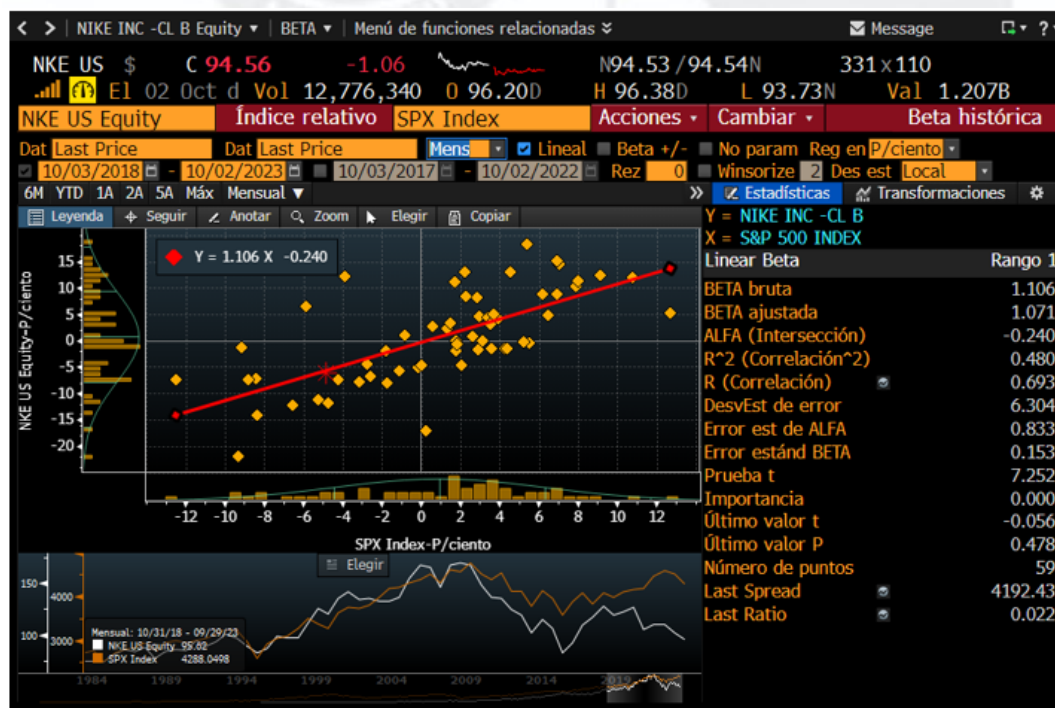 < > NIKE INC -CL B Equity ▾ BETA ▾ Menú de funciones relacionadas Message ?
NKE US $ C 94.56 -1.06 N94.53 / 94.54N 331 x 110
El 02 Oct d Vol 12,776,340 O 96.20D H 96.38D L 93.73N Val 1.207B
NKE US Equity Índice relativo SPX Index Acciones ▾ Cambiar ▾ Beta histórica
Dat Last Price Dat Last Price Mens Lineal Beta +/- No param Reg en P/ciento
10/03/2018 - 10/02/2023 10/03/2017 - 10/02/2022 Rez 0 Winsorize 2 Des est Local
6M YTD 1A 2A 5A Máx Mensual ▼ » Estadísticas Transformaciones
Leyenda Seguir Anotar Zoom Elegir Copiar
Y = NIKE INC -CL B
X = S&P 500 INDEX
Linear Beta Rango 1
BETA bruta 1.106
BETA ajustada 1.071
ALFA (Intersección) -0.240
R^2 (Correlación^2) 0.480
R (Correlación) 0.693
DesvEst de error 6.304
Error est de ALFA 0.833
Error estánd BETA 0.153
Prueba t 7.252
Importancia 0.000
Último valor t -0.056
Último valor P 0.478
Número de puntos 59
Last Spread 4192.43
Last Ratio 0.022
Y = 1.106 X -0.240
NKE US Equity-P/ciento
15
10
5
0
-5
-10
-15
-20
-12 -10 -8 -6 -4 -2 0 2 4 6 8 10 12
SPX Index-P/ciento
Elegir
150
100
4000
3000
Mensual: 10/31/18 - 09/29/23
NKE US Equity 95.62
SPX Index 4288.0498
1984 1989 1994 1999 2004 2009 2014 2019